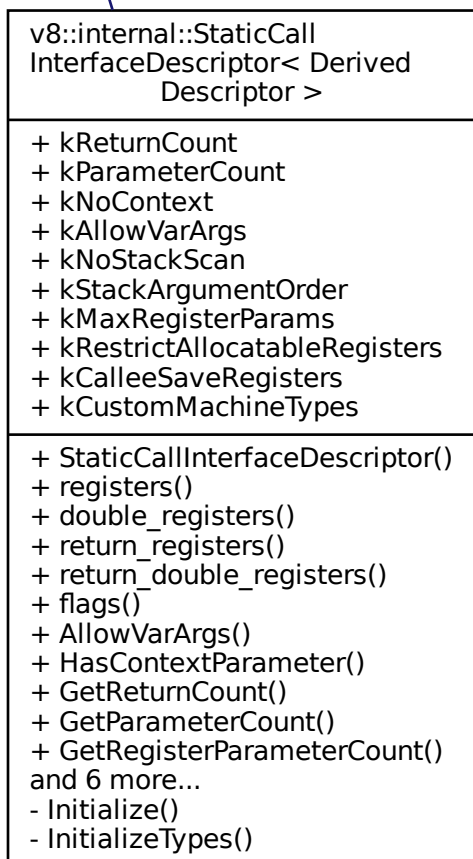 v8::internal::StaticCall
InterfaceDescriptor< Derived
Descriptor >
+ kReturnCount
+ kParameterCount
+ kNoContext
+ kAllowVarArgs
+ kNoStackScan
+ kStackArgumentOrder
+ kMaxRegisterParams
+ kRestrictAllocatableRegisters
+ kCalleeSaveRegisters
+ kCustomMachineTypes
+ StaticCallInterfaceDescriptor()
+ registers()
+ double_registers()
+ return_registers()
+ return_double_registers()
+ flags()
+ AllowVarArgs()
+ HasContextParameter()
+ GetReturnCount()
+ GetParameterCount()
+ GetRegisterParameterCount()
and 6 more...
- Initialize()
- InitializeTypes()